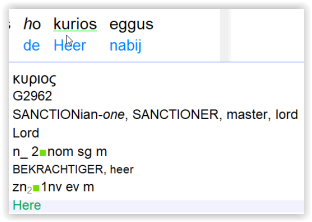 ho kurios eggus
de Heer nabij
κυριος
G2962
SANCTIONian-one, SANCTIONER, master, lord
Lord
n_ 2■nom sg m
BEKRACHTIGER, heer
zn2■1nv ev m
Here